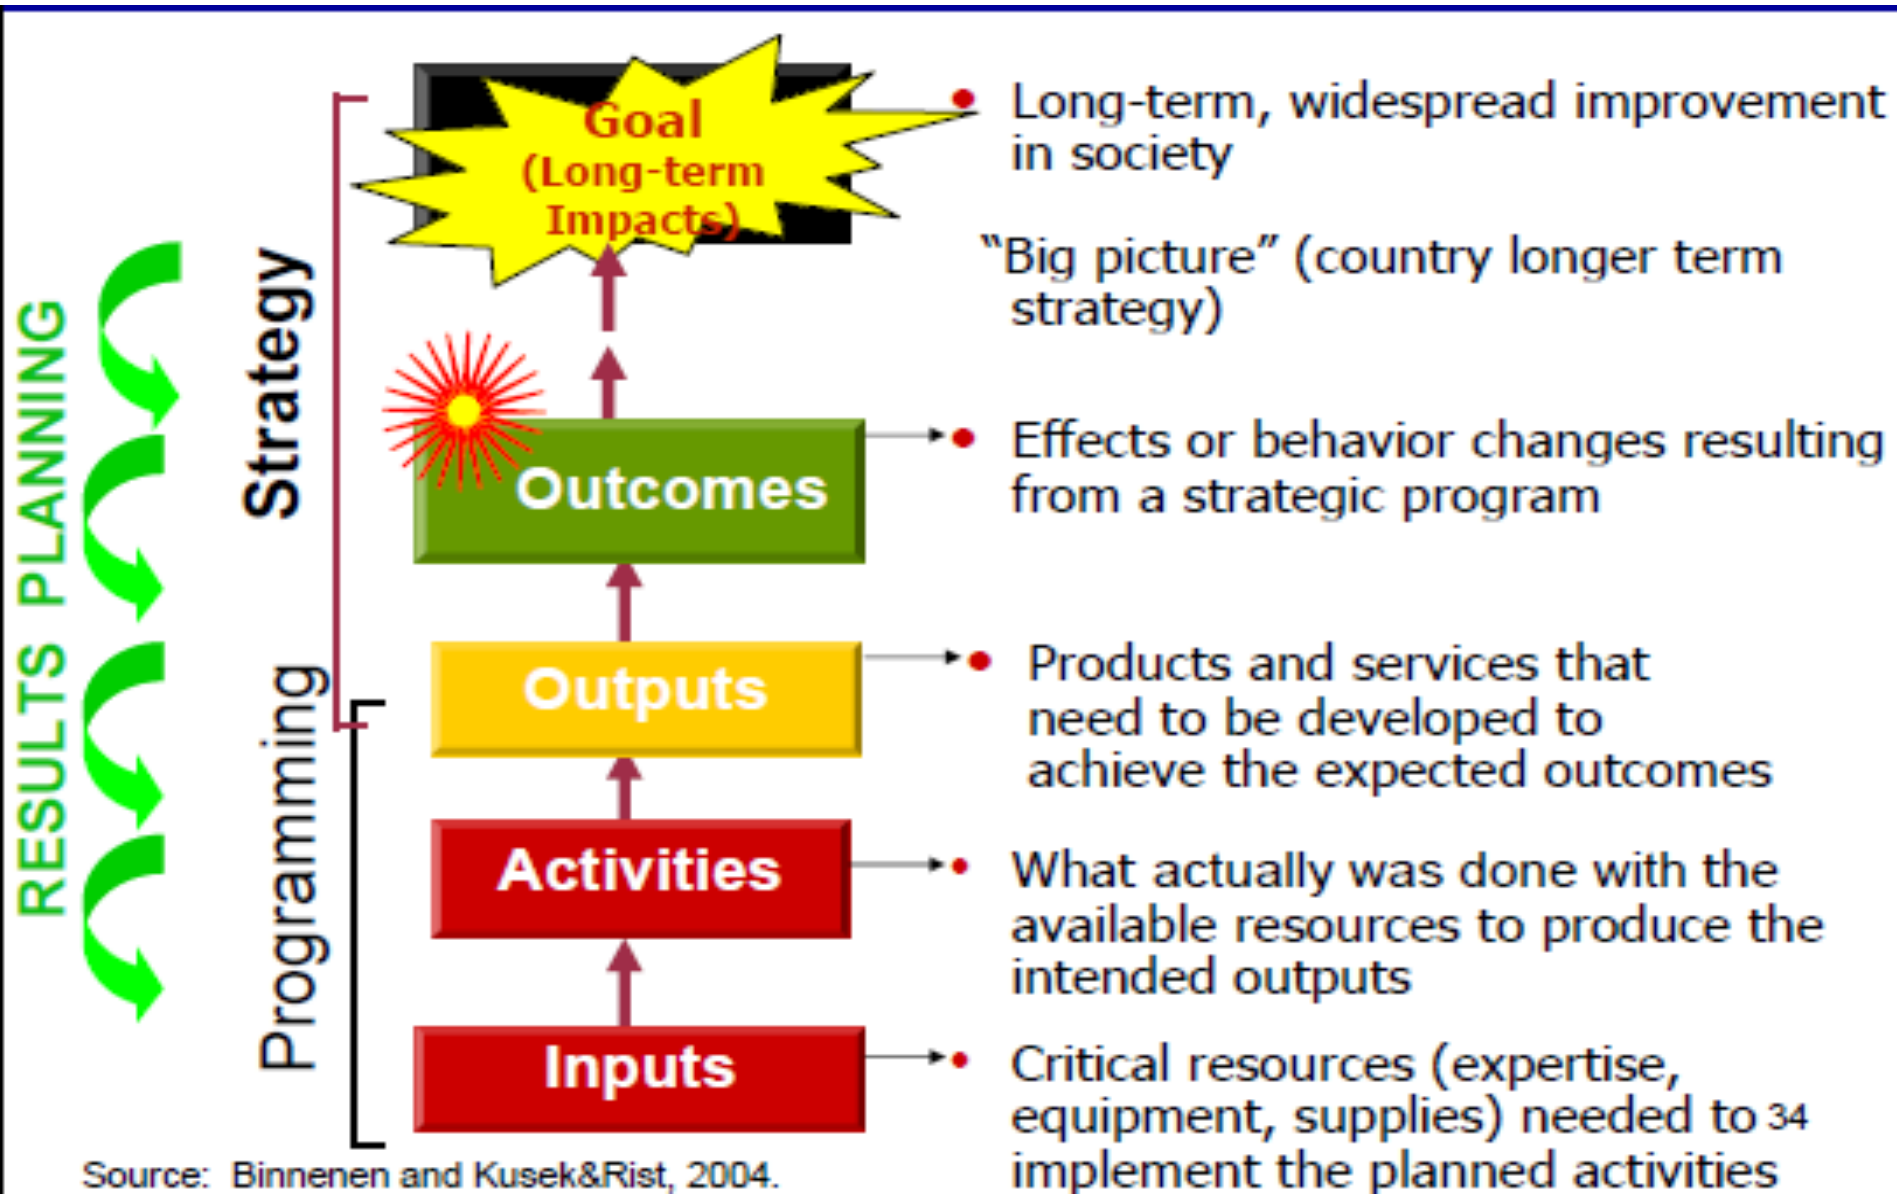 Goal
(Long-term
Impacts)
Long-term, widespread improvement
in society
“Big picture” (country longer term
strategy)
Strategy
RESULTS PLANNING
Outcomes
Effects or behavior changes resulting
from a strategic program
Outputs
Products and services that
need to be developed to
achieve the expected outcomes
Programming
Activities
What actually was done with the
available resources to produce the
intended outputs
Inputs
Critical resources (expertise,
equipment, supplies) needed to 34
implement the planned activities
Source: Binnenen and Kusek&Rist, 2004.